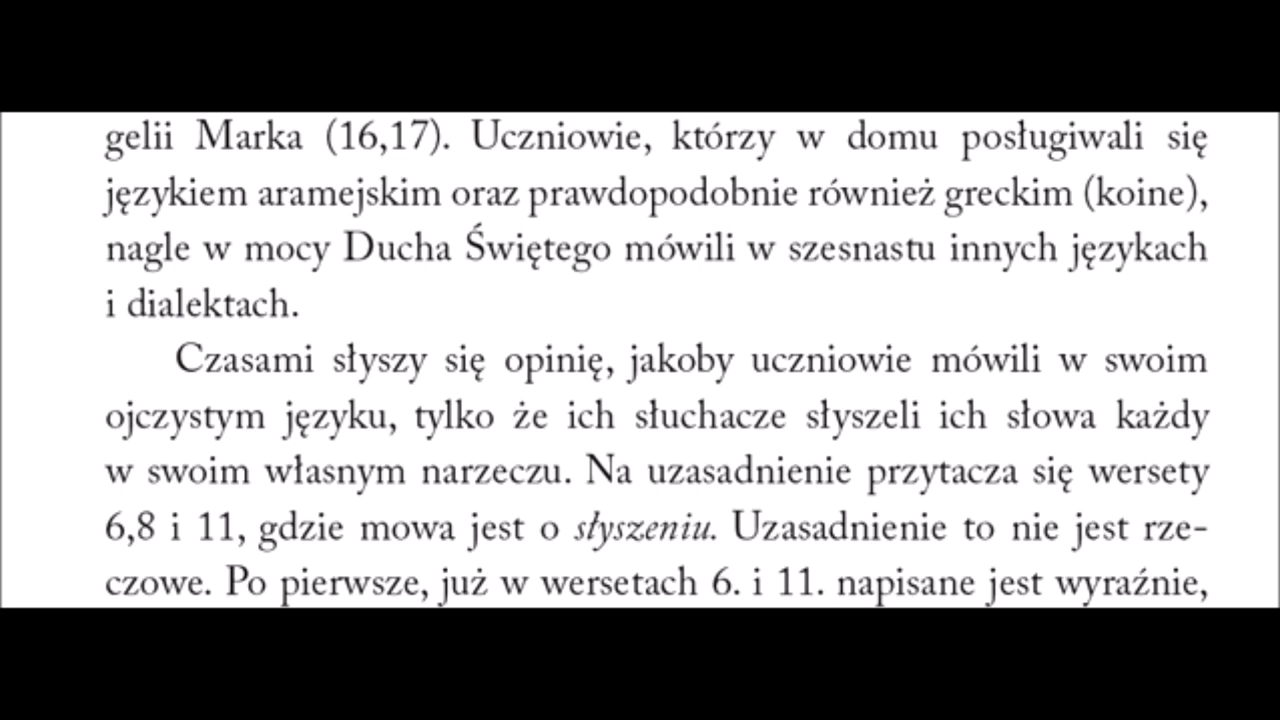 gelii Marka (16,17). Uczniowie, którzy w domu posługiwali się
językiem aramejskim oraz prawdopodobnie również greckim (koine),
nagle w mocy Ducha Świętego mówili w szesnastu innych językach
i dialektach.
Czasami słyszy się opinię, jakoby uczniowie mówili w swoim
ojczystym języku, tylko że ich słuchacze słyszeli ich słowa każdy
w swoim własnym narzeczu. Na uzasadnienie przytacza się wersety
6,8 i 11, gdzie mowa jest o słyszeniu. Uzasadnienie to nie jest rze-
czowe. Po pierwsze, już w wersetach 6. i 11. napisane jest wyraźnie,